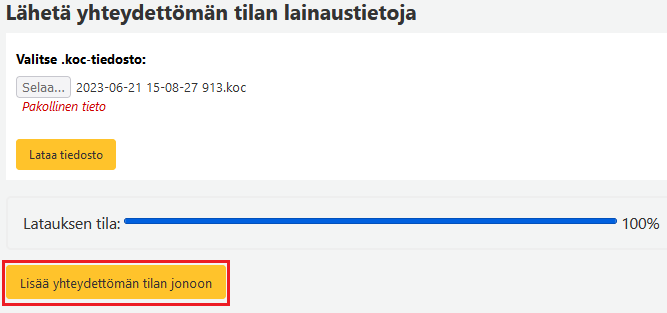 Lähetä yhteydettömän tilan lainaustietoja
Valitse .koc-tiedosto:
Selaa... 2023-06-21 15-08-27 913.koc
Pakollinen tieto
Lataa tiedosto
Latauksen tila: 100%
Lisää yhteydettömän tilan jonoon